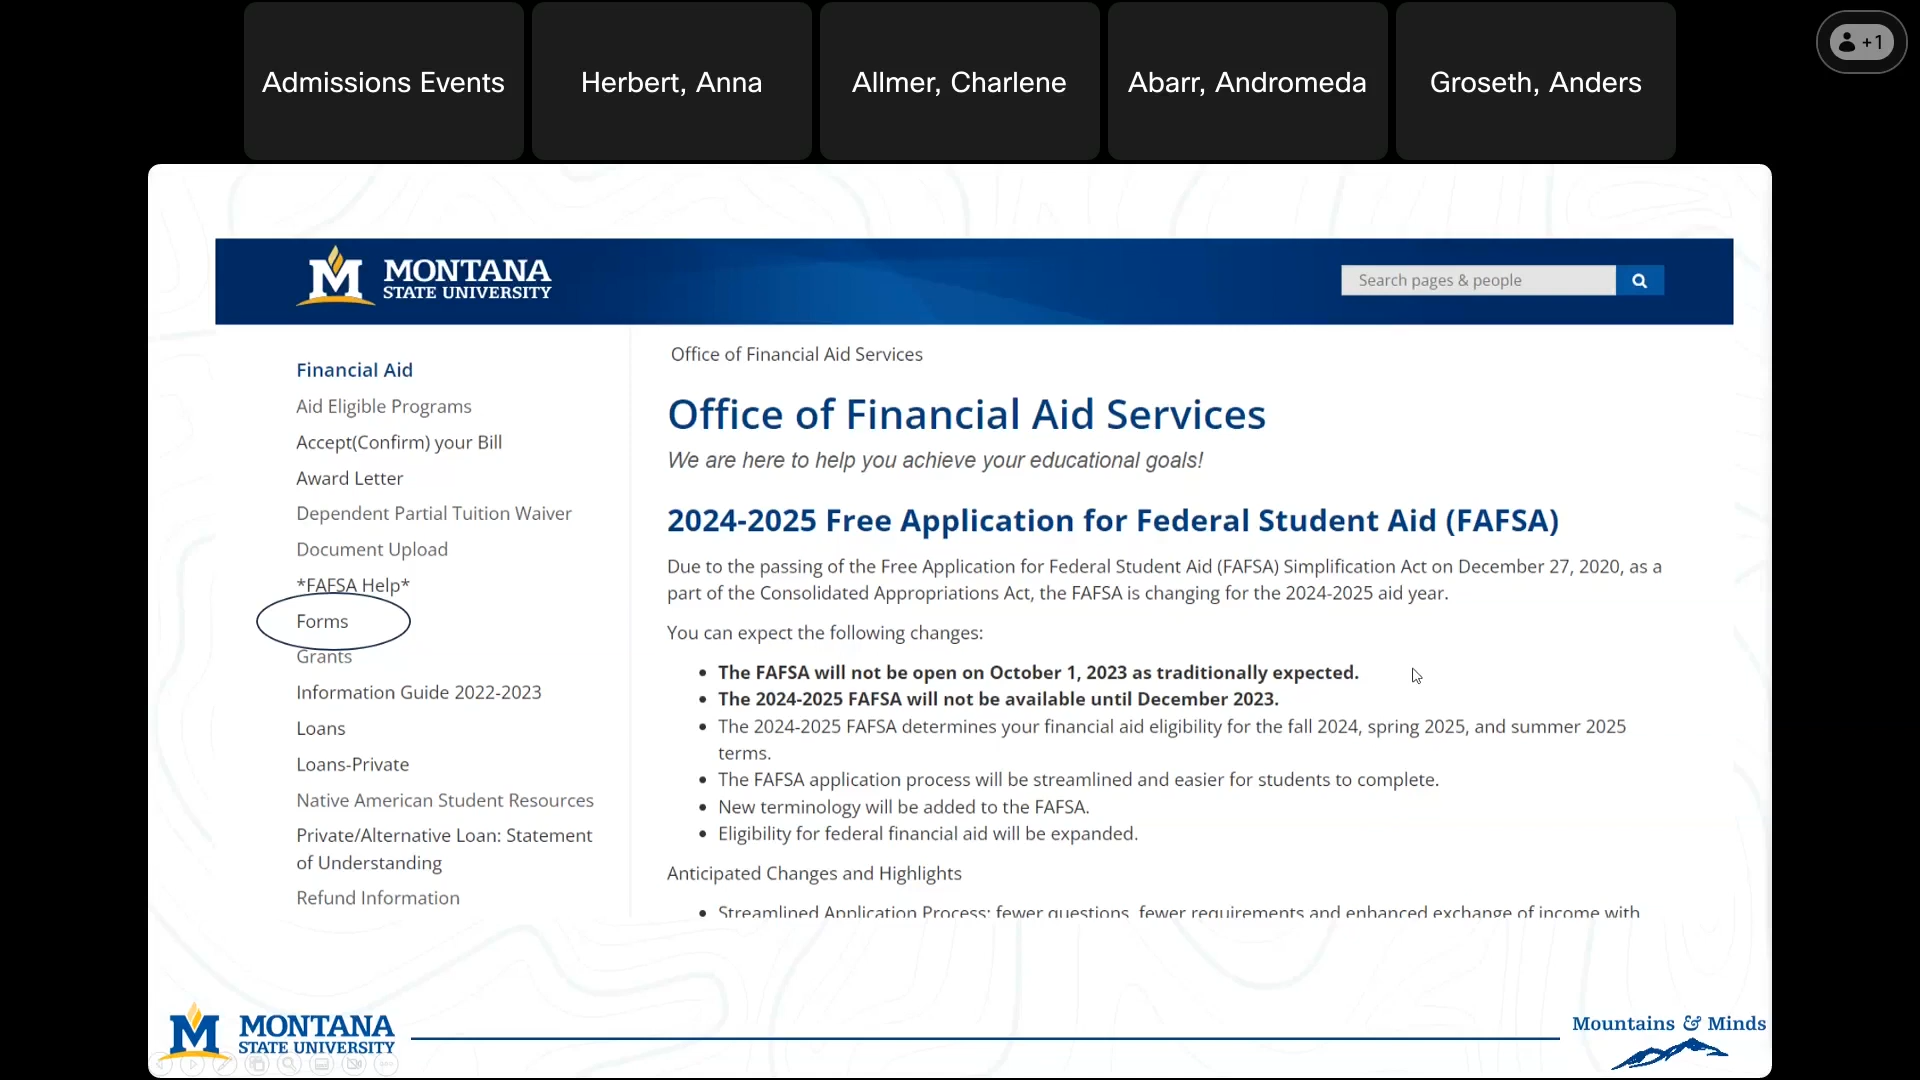 Admissions Events
Herbert, Anna
Allmer, Charlene
Abarr, Andromeda
Groseth, Anders
+1
MONTANA
STATE UNIVERSITY
Search pages & people
Financial Aid
Aid Eligible Programs
Accept(Confirm) your Bill
Award Letter
Dependent Partial Tuition Waiver
Document Upload
*FAFSA Help*
Forms
Grants
Information Guide 2022-2023
Loans
Loans-Private
Native American Student Resources
Private/Alternative Loan: Statement
of Understanding
Refund Information
Office of Financial Aid Services
Office of Financial Aid Services
We are here to help you achieve your educational goals!
2024-2025 Free Application for Federal Student Aid (FAFSA)
Due to the passing of the Free Application for Federal Student Aid (FAFSA) Simplification Act on December 27, 2020, as a
part of the Consolidated Appropriations Act, the FAFSA is changing for the 2024-2025 aid year.
You can expect the following changes:
• The FAFSA will not be open on October 1, 2023 as traditionally expected.
• The 2024-2025 FAFSA will not be available until December 2023.
• The 2024-2025 FAFSA determines your financial aid eligibility for the fall 2024, spring 2025, and summer 2025
terms.
• The FAFSA application process will be streamlined and easier for students to complete.
• New terminology will be added to the FAFSA.
• Eligibility for federal financial aid will be expanded.
Anticipated Changes and Highlights
• Streamlined Application Process: fewer questions, fewer requirements and enhanced exchange of income with
M MONTANA
STATE UNIVERSITY
Mountains & Minds